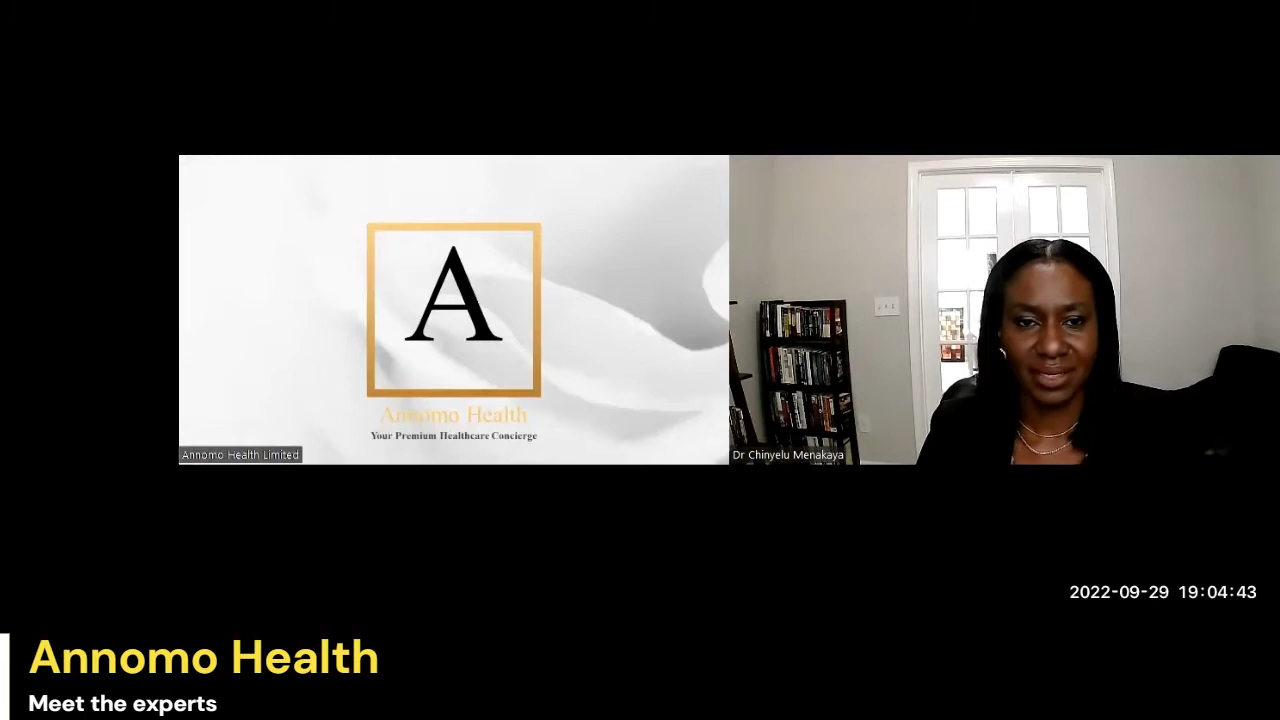 A
Annomo Health
Your Premium Healthcare Concierge
Annomo Health Limited
Dr Chinyelu Menakaya
2022-09-29 19:04:43
Annomo Health
Meet the experts